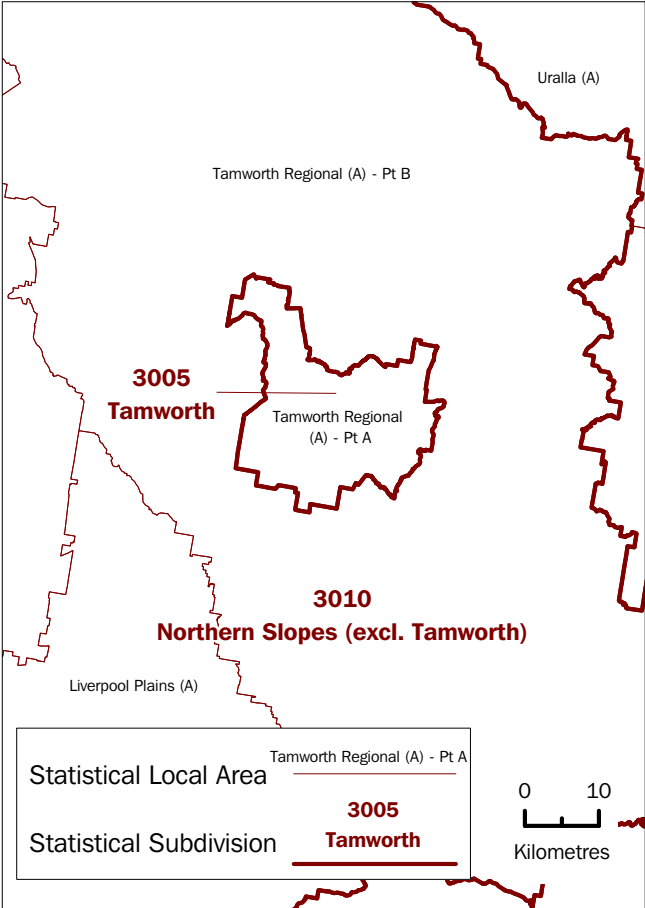 Uralla (A)
Tamworth Regional (A) - Pt B
3005
Tamworth
Tamworth Regional
(A) - Pt A
3010
Northern Slopes (excl. Tamworth)
Liverpool Plains (A)
Tamworth Regional (A) - Pt A
Statistical Local Area
3005
Tamworth
Statistical Subdivision
0 10
Kilometres